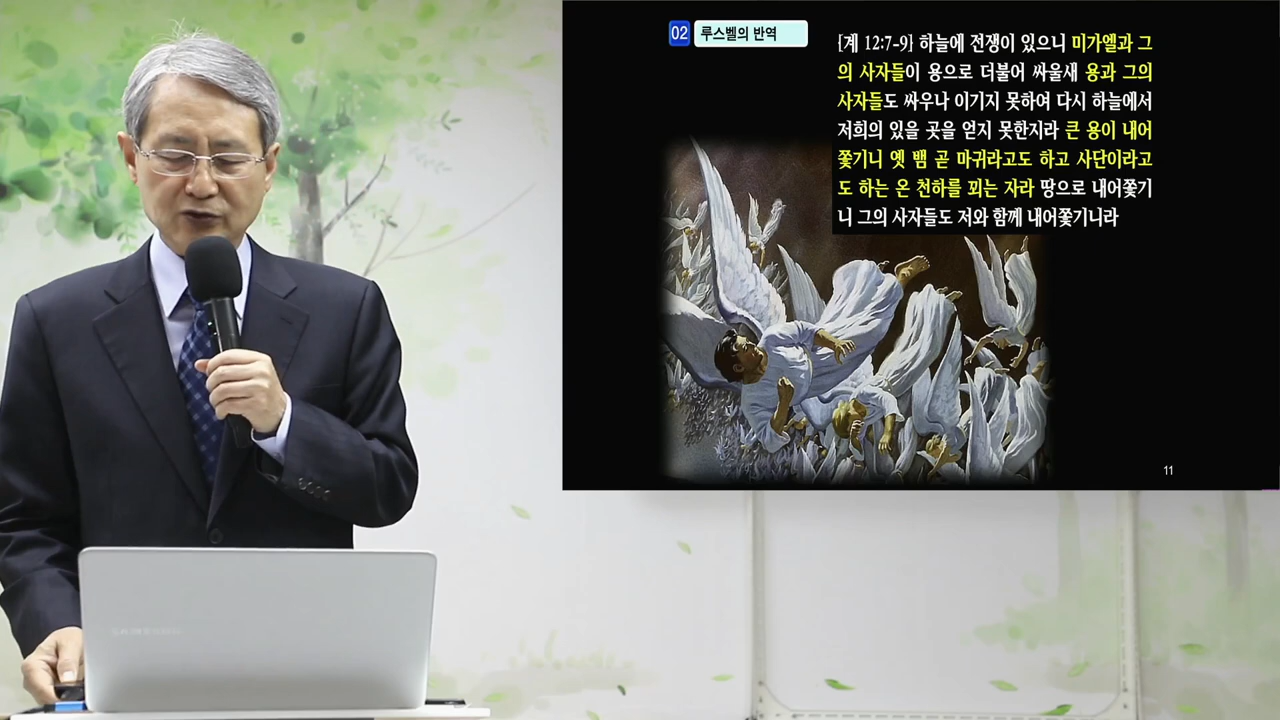 02 루스벨의 반역
{계 12:7-9} 하늘에 전쟁이 있으니 미가엘과 그
의 사자들이 용으로 더불어 싸울새 용과 그의
사자들도 싸우나 이기지 못하여 다시 하늘에서
저희의 있을 곳을 얻지 못한지라 큰 용이 내어
쫓기니 옛 뱀 곧 마귀라고도 하고 사단이라고
도 하는 온 천하를 꾀는 자라 땅으로 내어쫓기
니 그의 사자들도 저와 함께 내어쫓기니라
11